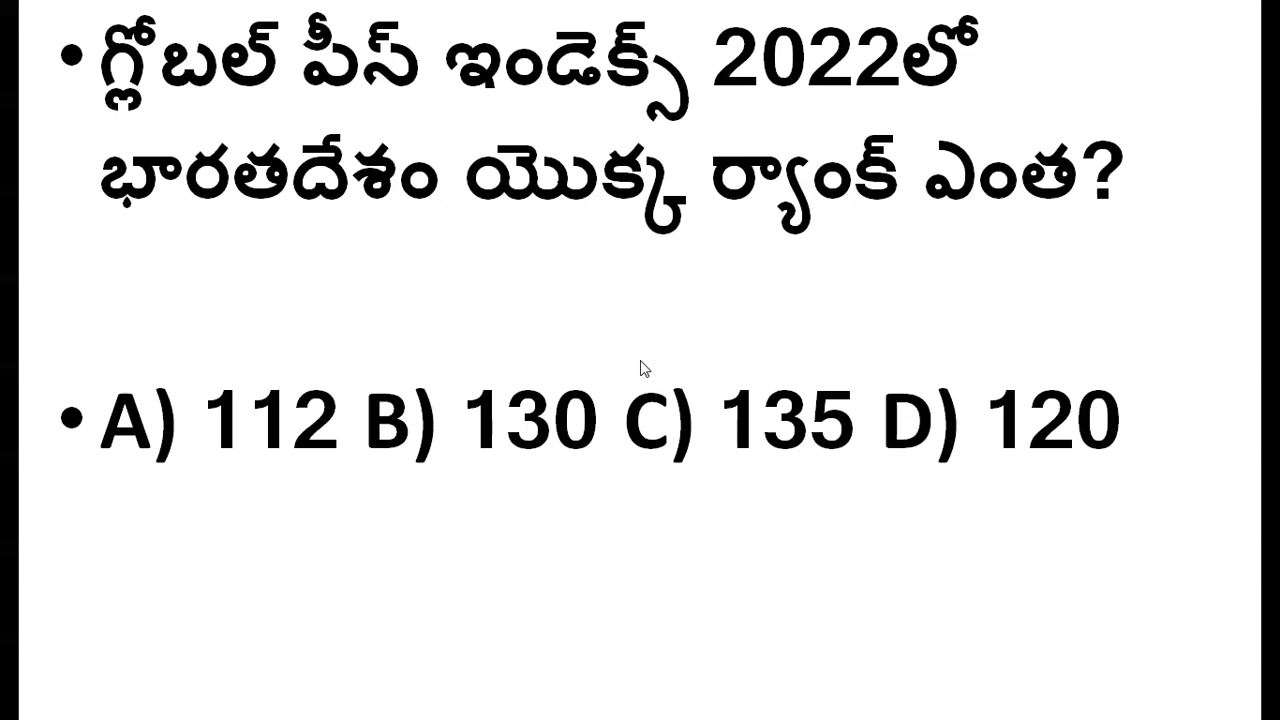 • గ్లోబల్ పీస్ ఇండెక్స్ 2022లో
భారతదేశం యొక్క ర్యాంక్ ఎంత?
• A) 112 B) 130 C) 135 D) 120